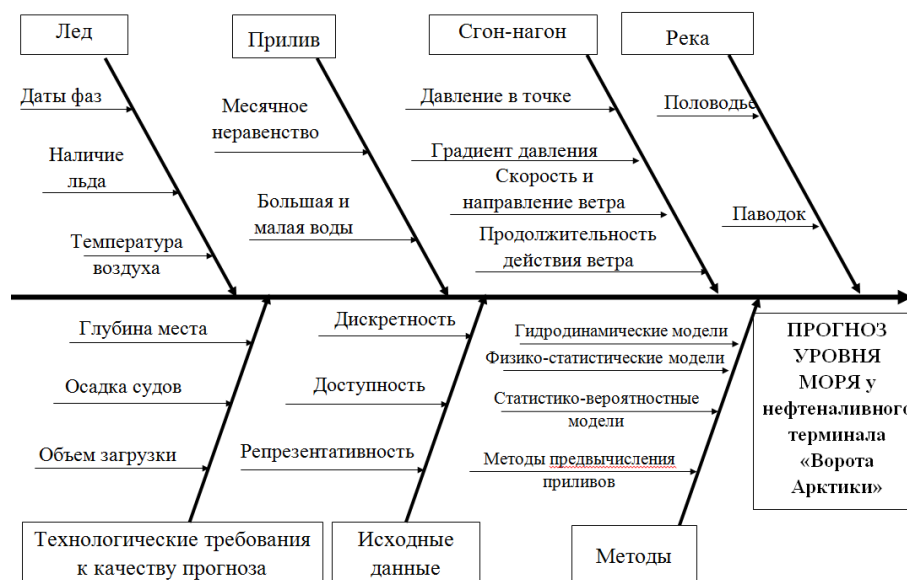 Лед
Прилив
Сгон-нагон
Река
Даты фаз
Наличие
льда
Температура
воздуха
Месячное
неравенство
Большая и
малая воды
Давление в точке
Градиент давления
Скорость и
направление ветра
Продолжительность
действия ветра
Половодье
Паводок
Глубина места
Осадка судов
Объем загрузки
Дискретность
Доступность
Репрезентативность
Гидродинамические модели
Физико-статистические модели
Статистико-вероятностные
модели
Методы предвычисления
приливов
ПРОГНОЗ
УРОВНЯ
МОРЯ у
нефтеналивного
терминала
«Ворота
Арктики»
Технологические требования
к качеству прогноза
Исходные
данные
Методы